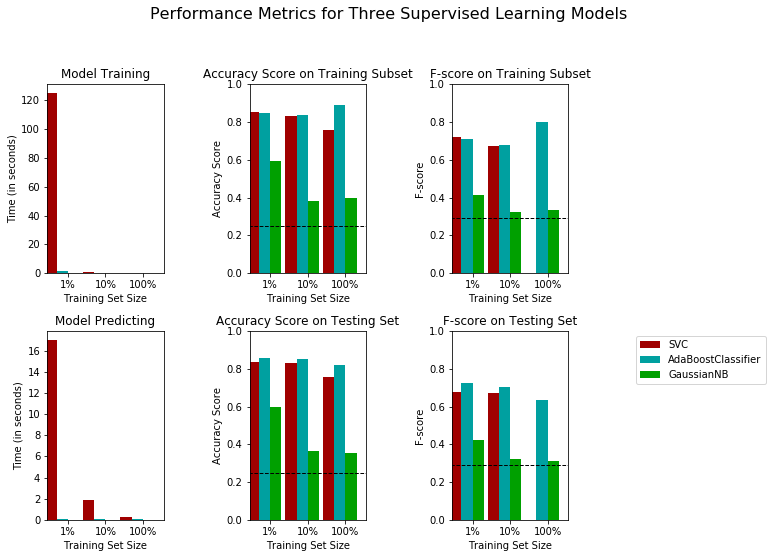 Performance Metrics for Three Supervised Learning Models
Model Training
Accuracy Score on Training Subset
F-score on Training Subset
Time (in seconds)
120
100
80
60
40
20
0
1% 10% 100%
Training Set Size
Accuracy Score
1.0
0.8
0.6
0.4
0.2
0.0
1% 10% 100%
Training Set Size
F-score
1.0
0.8
0.6
0.4
0.2
0.0
1% 10% 100%
Training Set Size
Model Predicting
Accuracy Score on Testing Set
F-score on Testing Set
Time (in seconds)
16
14
12
10
8
6
4
2
0
1% 10% 100%
Training Set Size
Accuracy Score
1.0
0.8
0.6
0.4
0.2
0.0
1% 10% 100%
Training Set Size
F-score
1.0
0.8
0.6
0.4
0.2
0.0
1% 10% 100%
Training Set Size
SVC
AdaBoostClassifier
GaussianNB